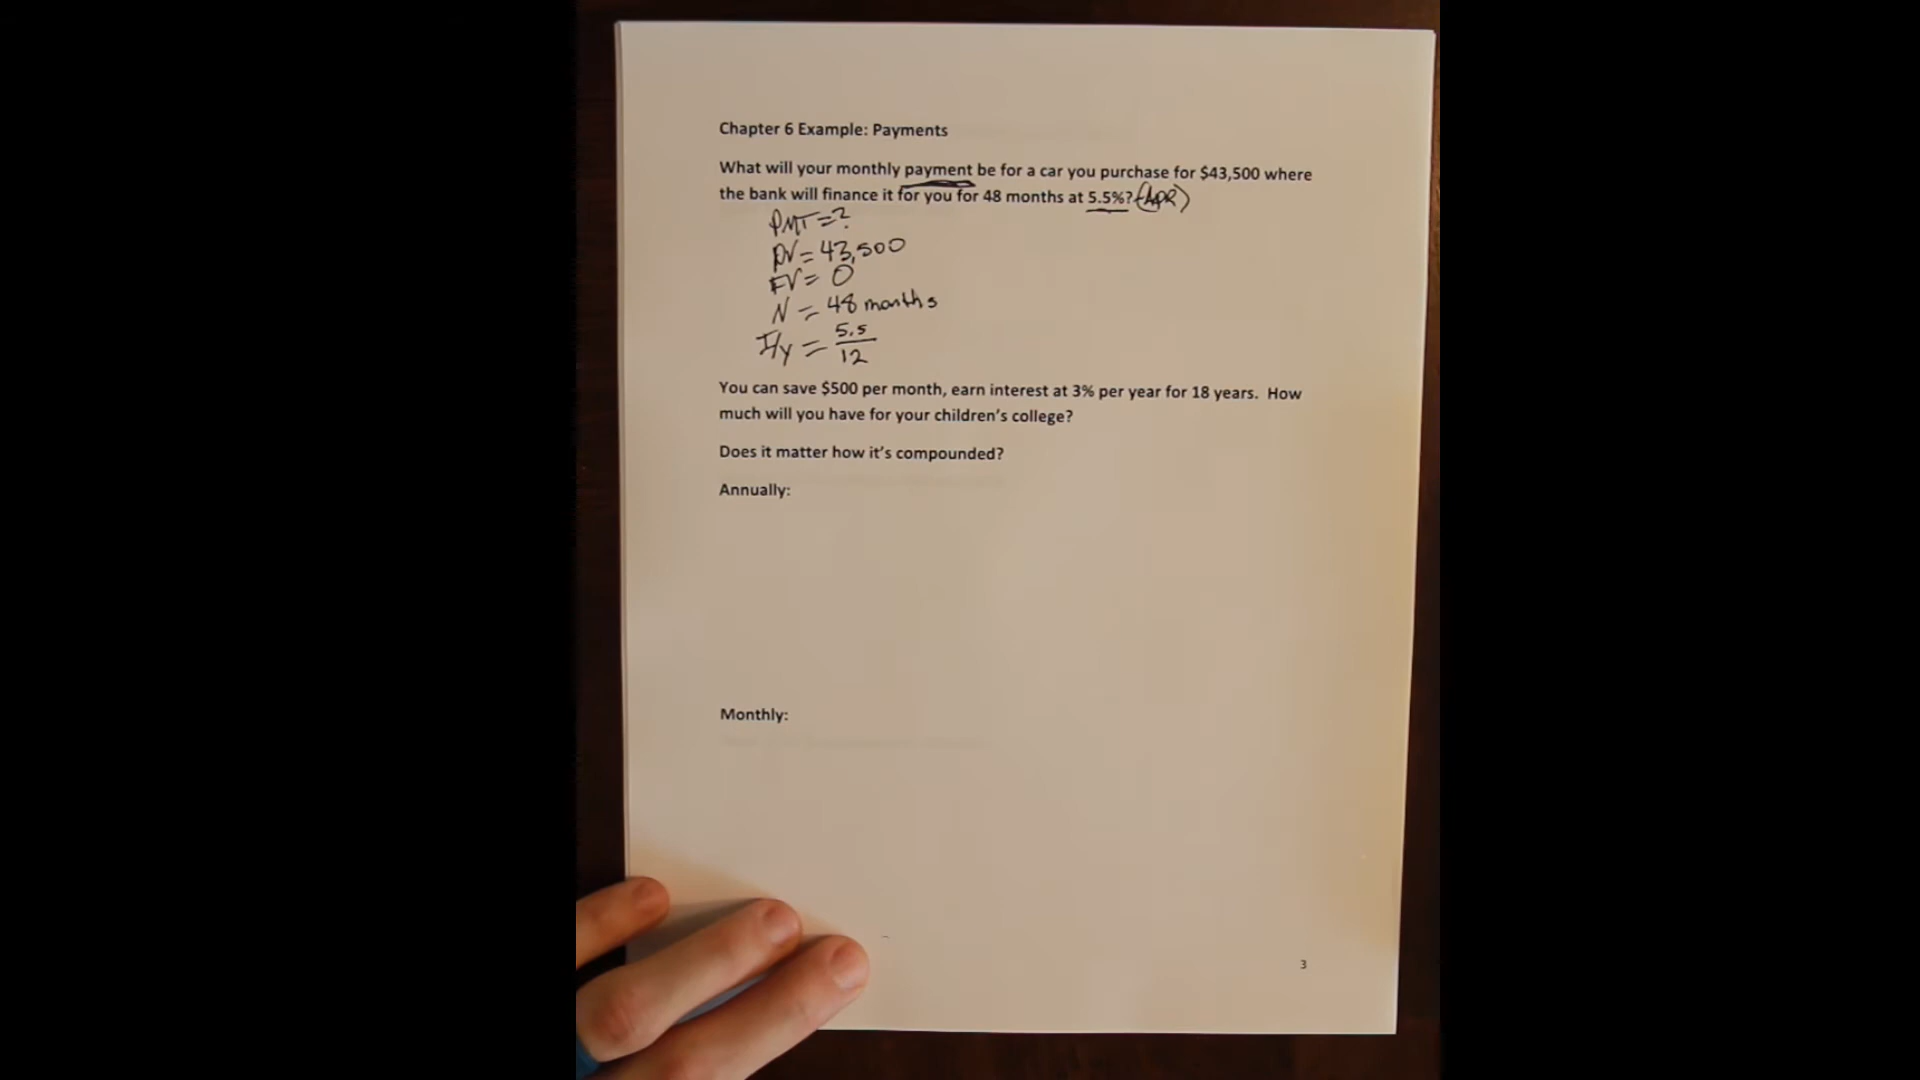 Chapter 6 Example: Payments
What will your monthly payment be for a car you purchase for $43,500 where
the bank will finance it for you for 48 months at 5.5%? (APR)
PMT = ?
PV = 43,500
FV = 0
N = 48 months
I/Y = 5.5
12
You can save $500 per month, earn interest at 3% per year for 18 years. How
much will you have for your children's college?
Does it matter how it's compounded?
Annually:
Monthly:
3